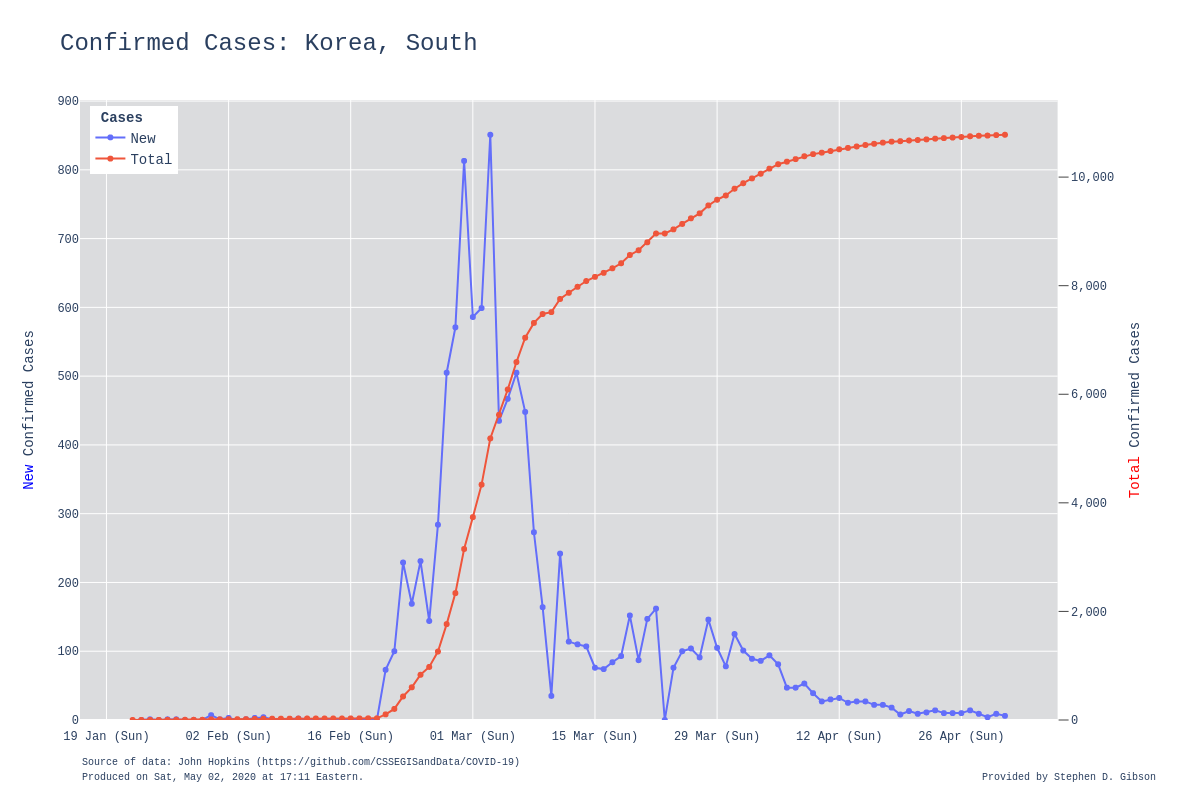 Confirmed Cases: Korea, South
Cases
New
Total
900
800
700
600
500
400
300
200
100
0
New Confirmed Cases
10,000
8,000
6,000
4,000
2,000
0
Total Confirmed Cases
19 Jan (Sun) 02 Feb (Sun) 16 Feb (Sun) 01 Mar (Sun) 15 Mar (Sun) 29 Mar (Sun) 12 Apr (Sun) 26 Apr (Sun)
Source of data: John Hopkins (https://github.com/CSSEGISandData/COVID-19)
Produced on Sat, May 02, 2020 at 17:11 Eastern.
Provided by Stephen D. Gibson